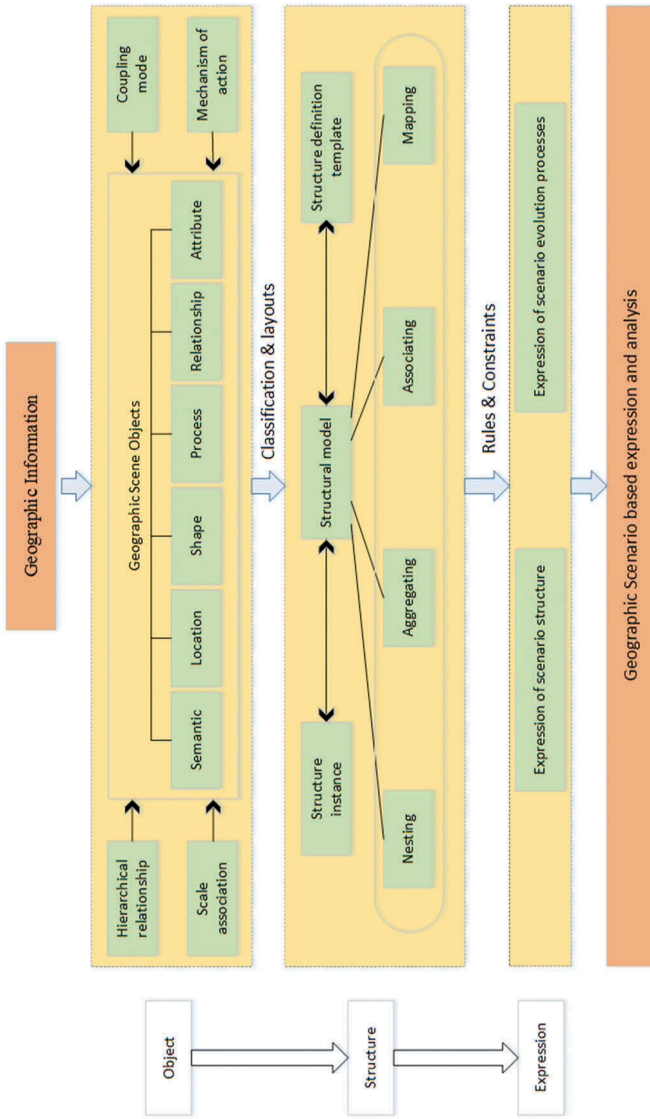 Geographic Information
Object
Hierarchical
relationship
Scale
association
Geographic Scene Objects
Semantic
Location
Shape
Process
Relationship
Attribute
Coupling
mode
Mechanism of
action
Classification & layouts
Structure
Structure
instance
Structural model
Structure definition
template
Nesting
Aggregating
Associating
Mapping
Rules & Constraints
Expression
Expression of scenario structure
Expression of scenario evolution processes
Geographic Scenario based expression and analysis